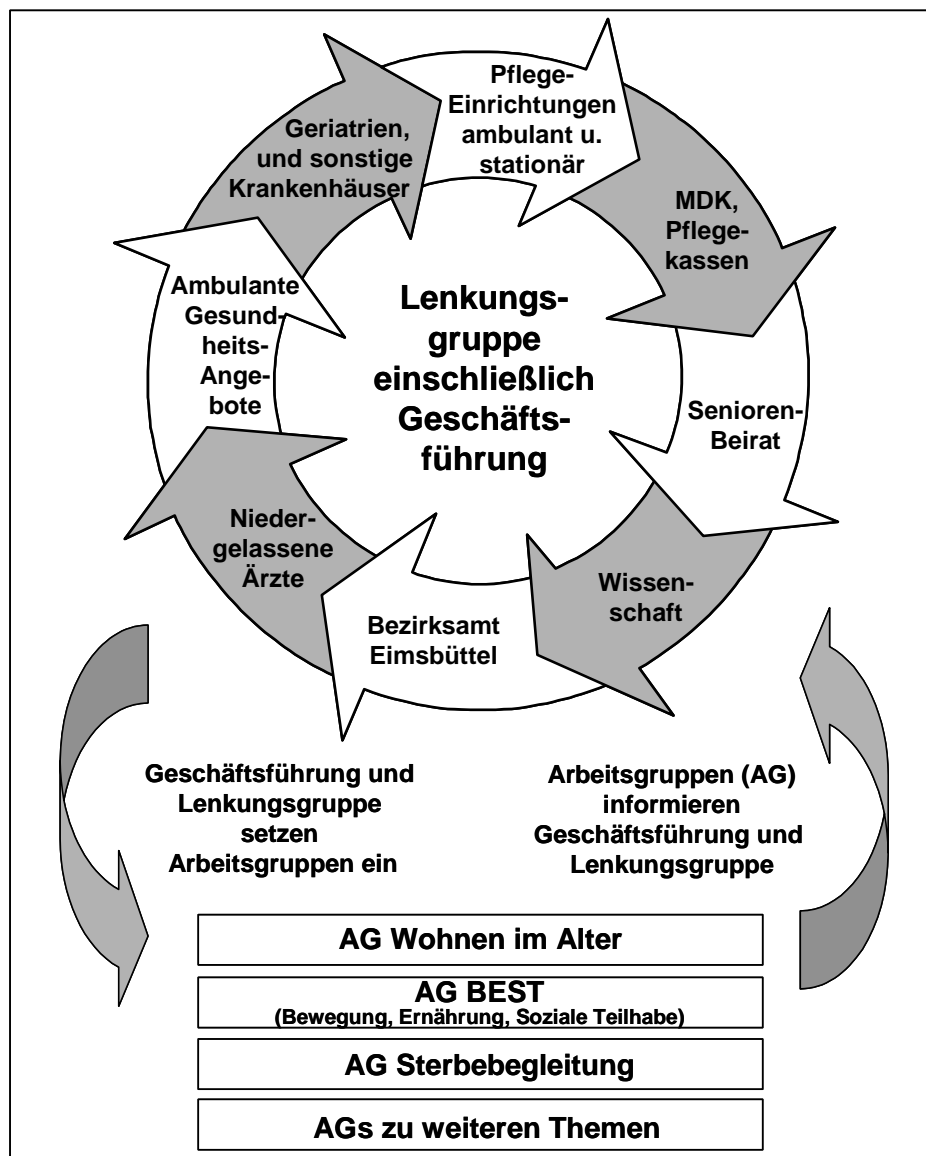 Pflege-
Einrichtungen
ambulant u.
stationär
MDK,
Pflege-
kassen
Senioren-
Beirat
Wissen-
schaft
Bezirksamt
Eimsbüttel
Nieder-
gelassene
Ärzte
Ambulante
Gesund-
heits-
Ange-
bote
Geriatrien,
und sonstige
Krankenhäuser
Lenkungs-
gruppe
einschließlich
Geschäfts-
führung
Geschäftsführung und
Lenkungsgruppe
setzen
Arbeitsgruppen ein
Arbeitsgruppen (AG)
informieren
Geschäftsführung und
Lenkungsgruppe
AG Wohnen im Alter
AG BEST
(Bewegung, Ernährung, Soziale Teilhabe)
AG Sterbebegleitung
AGs zu weiteren Themen